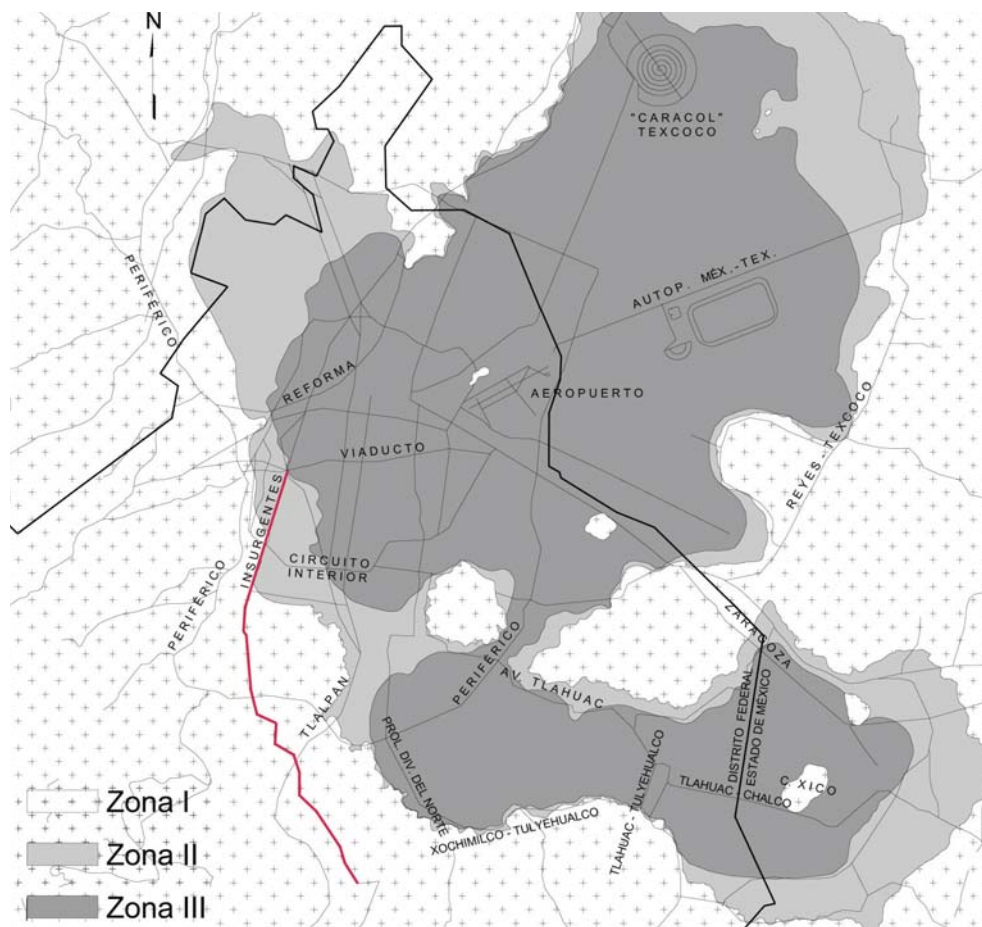 N
"CARACOL"
TEXCOCO
PERIFÉRICO
AUTOP. MÉX.-TEX.
REFORMA
AEROPUERTO
VIADUCTO
REYES - TEXCOCO
INSURGENTES
CIRCUITO
INTERIOR
PERIFÉRICO
ZARAGOZA
PERIFÉRICO
AV. TLAHUAC
TLALPAN
DISTRITO FEDERAL
ESTADO DE MÉXICO
PROL. DIV. DEL NORTE
TLAHUAC - TULYEHUALCO
TLAHUAC - CHALCO
C. XICO
XOCHIMILCO - TULYEHUALCO
Zona I
Zona II
Zona III